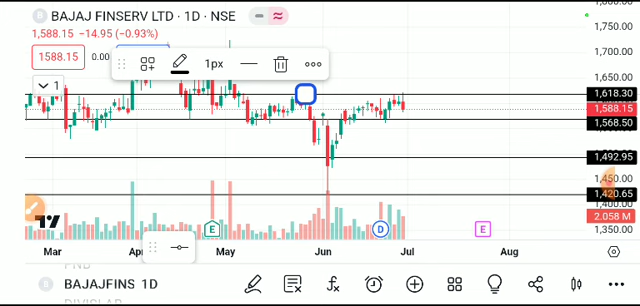 B BAJAJ FINSERV LTD · 1D · NSE
1,588.15 −14.95 (−0.93%)
1588.15 0.00
1px
1
1,750.00
1,700.00
1,650.00
1,618.30
1,588.15
1,568.50
1,492.95
1,450.00
1,420.65
1,400.00
2.058 M
1,350.00
E D E
Mar Apr May Jun Jul Aug
PNB
BAJAJFINS 1D
DIVISLAB